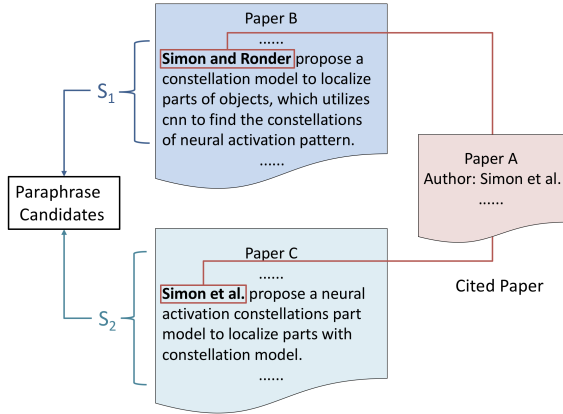 Paper B
......
Simon and Ronder propose a
constellation model to localize
parts of objects, which utilizes
cnn to find the constellations
of neural activation pattern.
......
S1
Paper A
Author: Simon et al.
......
Paraphrase
Candidates
Paper C
......
Simon et al. propose a neural
activation constellations part
model to localize parts with
constellation model.
......
S2
Cited Paper